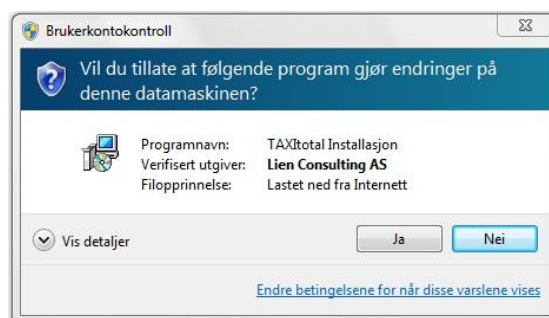 Brukerkontokontroll
Vil du tillate at følgende program gjør endringer på
denne datamaskinen?
Programnavn: TAXItotal Installasjon
Verifisert utgiver: Lien Consulting AS
Filopprinnelse: Lastet ned fra Internett
Vis detaljer Ja Nei
Endre betingelsene for når disse varslene vises